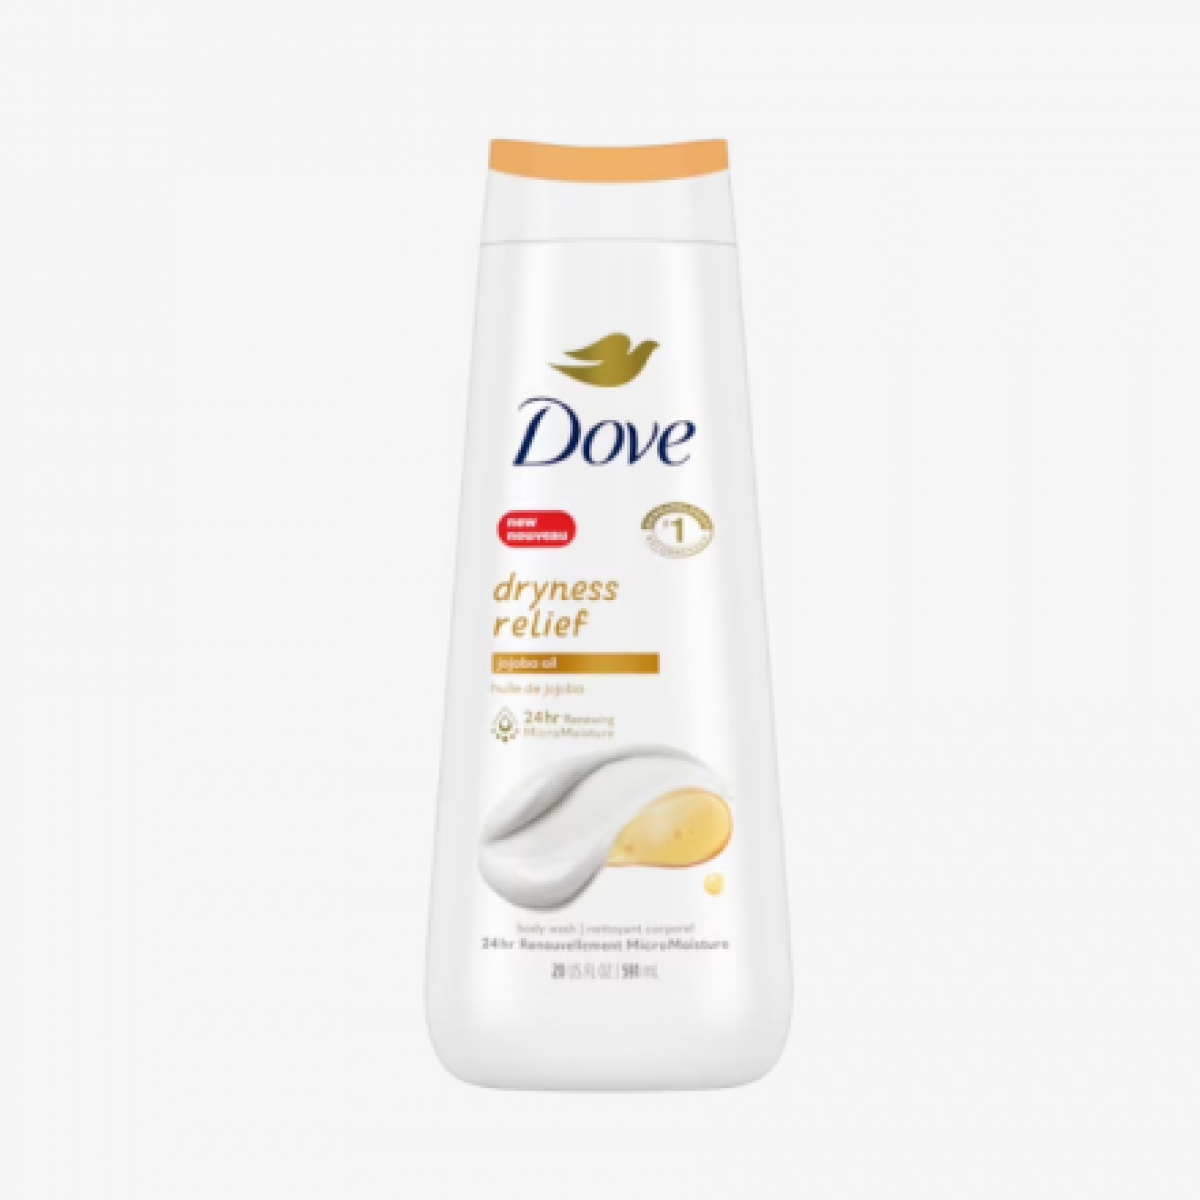 Dove
new
nouveau
#1
dryness
relief
jojoba oil
huile de jojoba
24hr Renewing
MicroMoisture
body wash | nettoyant corporel
24hr Renouvellement MicroMoisture
20 US FL OZ | 591 mL